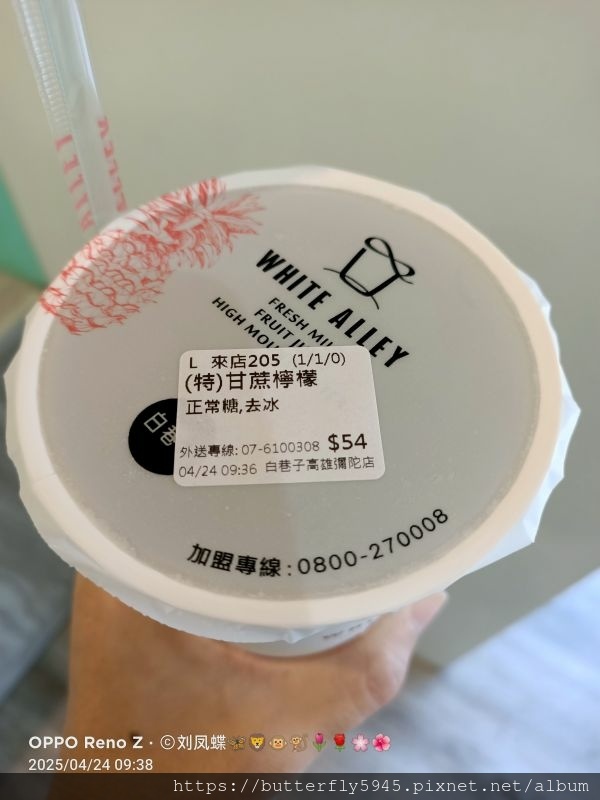 WHITE ALLEY
FRESH
FRUIT
HIGH
L 來店205 (1/1/0)
(特)甘蔗檸檬
正常糖,去冰
外送專線: 07-6100308 $54
04/24 09:36 白巷子高雄彌陀店
白巷
加盟專線:0800-270008
OPPO Reno Z · ©刘凤蝶
2025/04/24 09:38
https://butterfly5945.pixnet.net/album